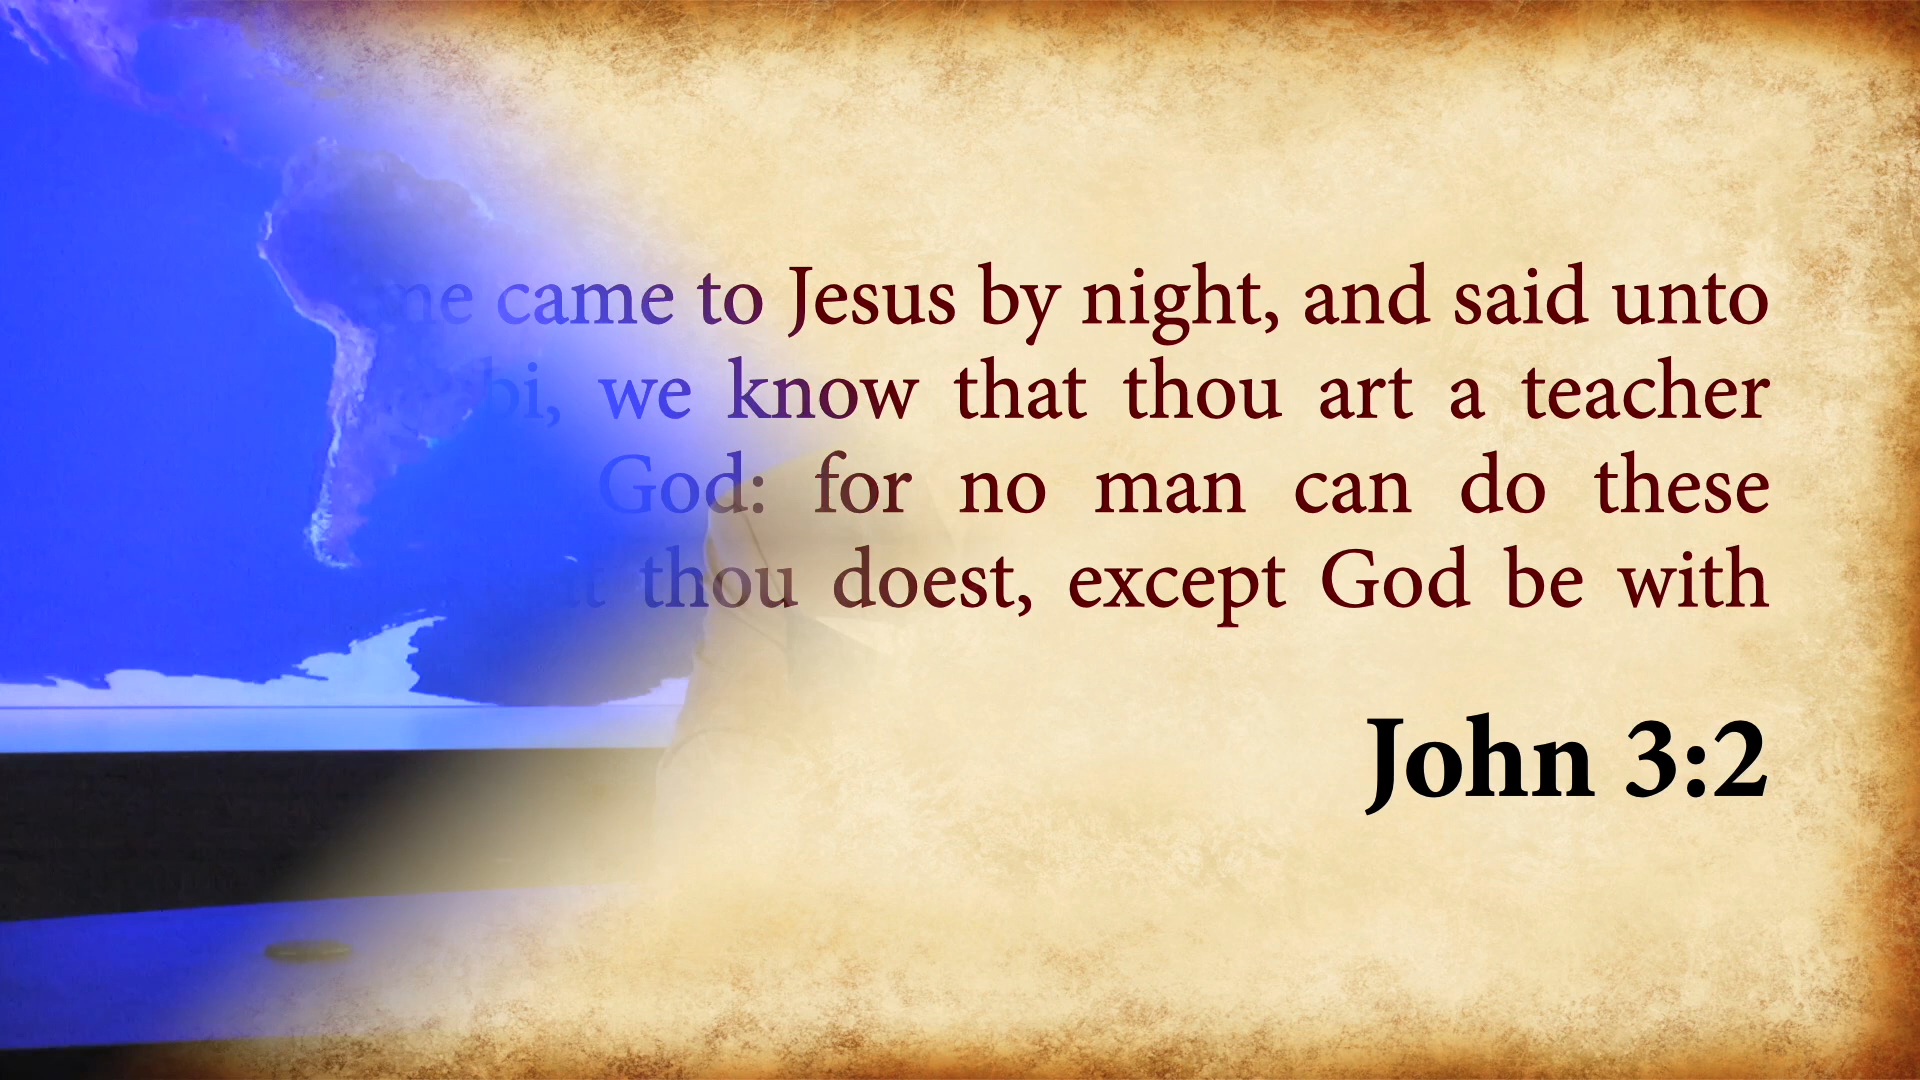 came to Jesus by night, and said unto
we know that thou art a teacher
God: for no man can do these
thou doest, except God be with
John 3:2